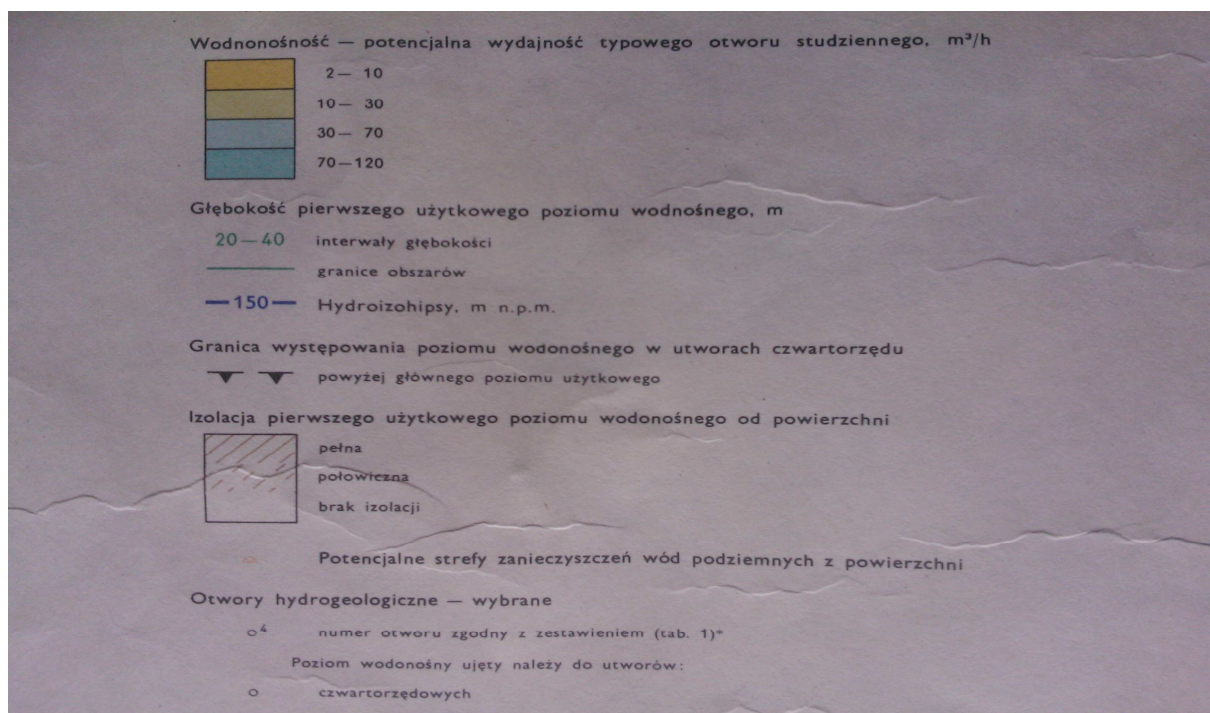 Wodnonośność — potencjalna wydajność typowego otworu studziennego, m³/h
2— 10
10— 30
30— 70
70—120
Głębokość pierwszego użytkowego poziomu wodnośnego, m
20—40 interwały głębokości
granice obszarów
—150— Hydroizohipsy, m n.p.m.
Granica występowania poziomu wodonośnego w utworach czwartorzędu
powyżej głównego poziomu użytkowego
Izolacja pierwszego użytkowego poziomu wodonośnego od powierzchni
pełna
połowiczna
brak izolacji
Potencjalne strefy zanieczyszczeń wód podziemnych z powierzchni
Otwory hydrogeologiczne — wybrane
4 numer otworu zgodny z zestawieniem (tab. 1)*
Poziom wodonośny ujęty należy do utworów:
czwartorzędowych